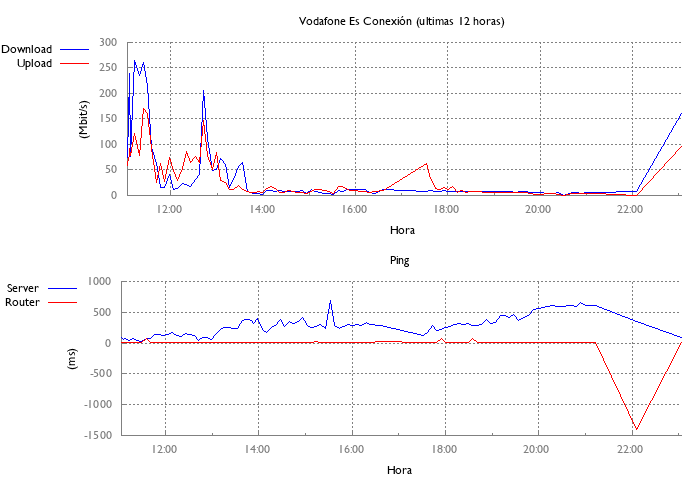 Vodafone Es Conexión (ultimas 12 horas)
Download
Upload
(Mbit/s)
300
250
200
150
100
50
0
12:00 14:00 16:00 18:00 20:00 22:00
Hora
Ping
Server
Router
(ms)
1000
500
0
-500
-1000
-1500
12:00 14:00 16:00 18:00 20:00 22:00
Hora